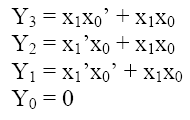 Y₃ = x₁x₀’ + x₁x₀
Y₂ = x₁’x₀ + x₁x₀
Y₁ = x₁’x₀’ + x₁x₀
Y₀ = 0